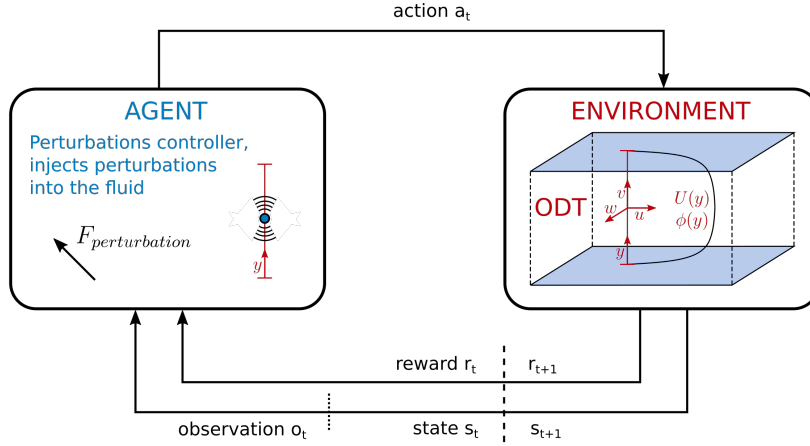 action a_t
AGENT
Perturbations controller,
injects perturbations
into the fluid
F_perturbation
y
ENVIRONMENT
ODT
v
w
u
y
U(y)
ϕ(y)
reward r_t
r_t+1
observation o_t
state s_t
s_t+1